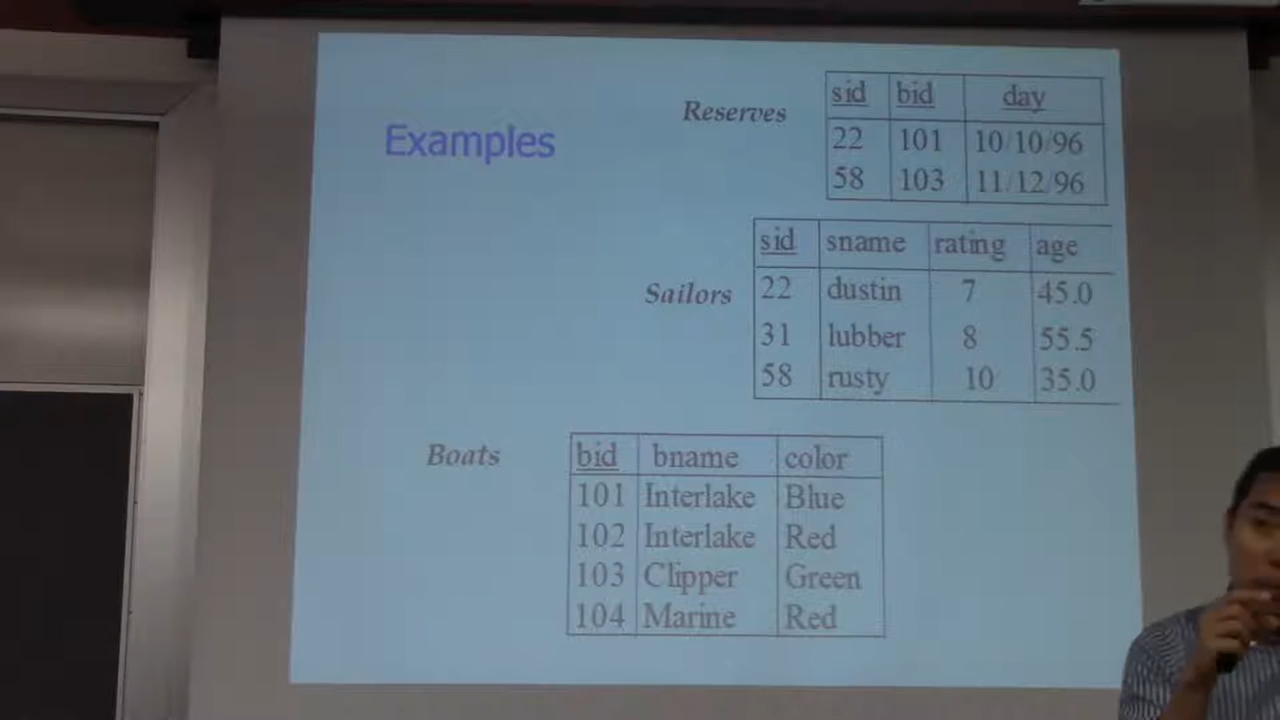 Examples
Reserves
sid bid day
22 101 10/10/96
58 103 11/12/96
Sailors
sid sname rating age
22 dustin 7 45.0
31 lubber 8 55.5
58 rusty 10 35.0
Boats
bid bname color
101 Interlake Blue
102 Interlake Red
103 Clipper Green
104 Marine Red